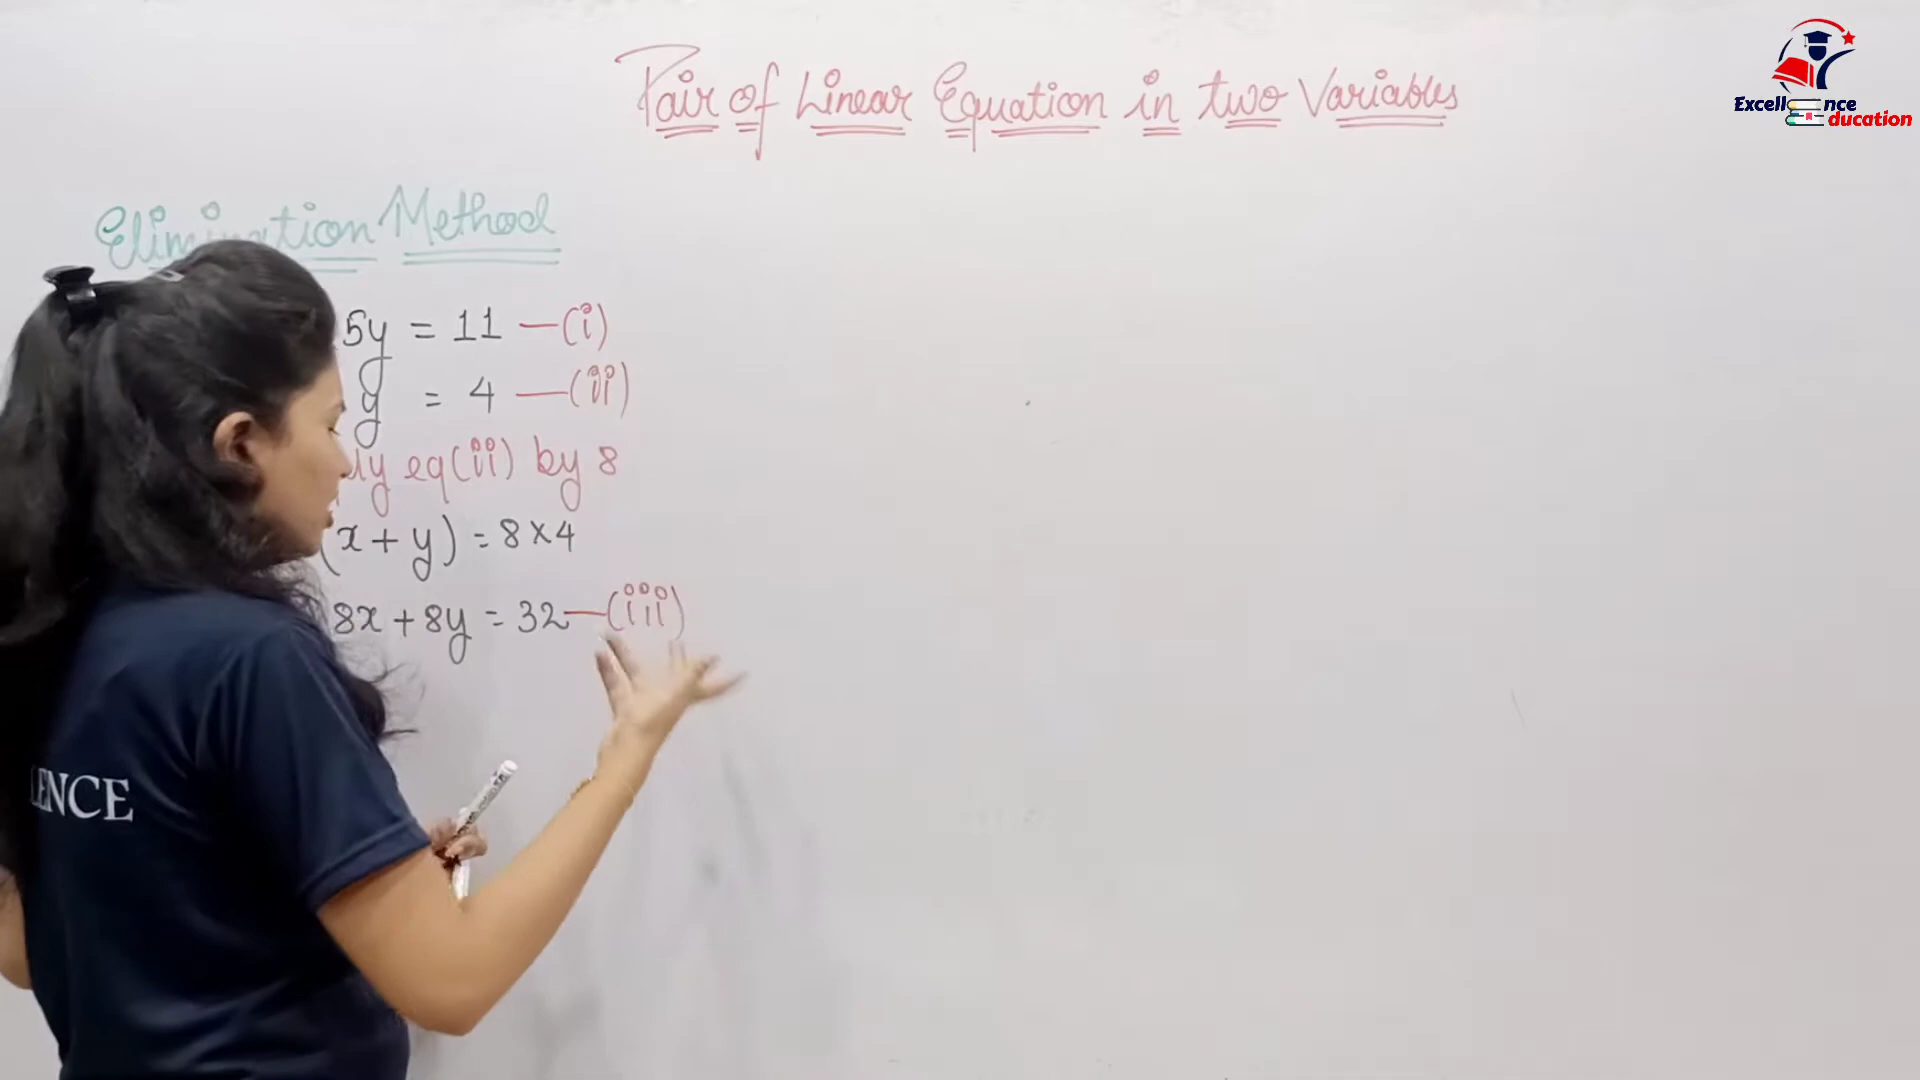 Pair of Linear Equation in two Variables
Excellence
Education
Elimination Method
5y = 11 —(i)
y = 4 —(ii)
eq(ii) by 8
(x + y) = 8 × 4
8x + 8y = 32 —(iii)
LENCE